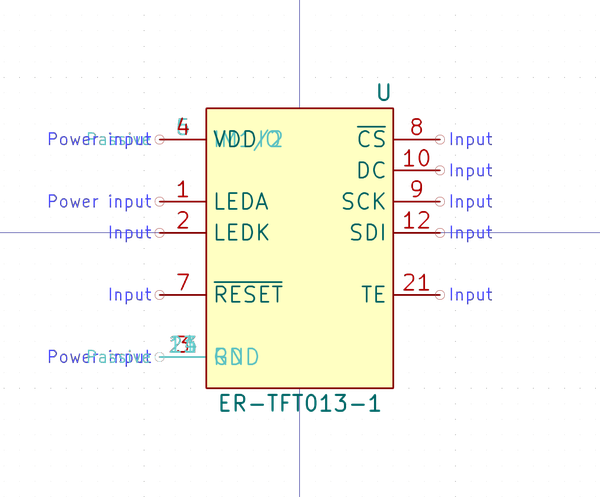 U
Power input 4 VDD
CS 8 Input
DC 10 Input
Power input 1 LEDA
SCK 9 Input
Input 2 LEDK
SDI 12 Input
Input 7 RESET
TE 21 Input
Power input GND
ER-TFT013-1